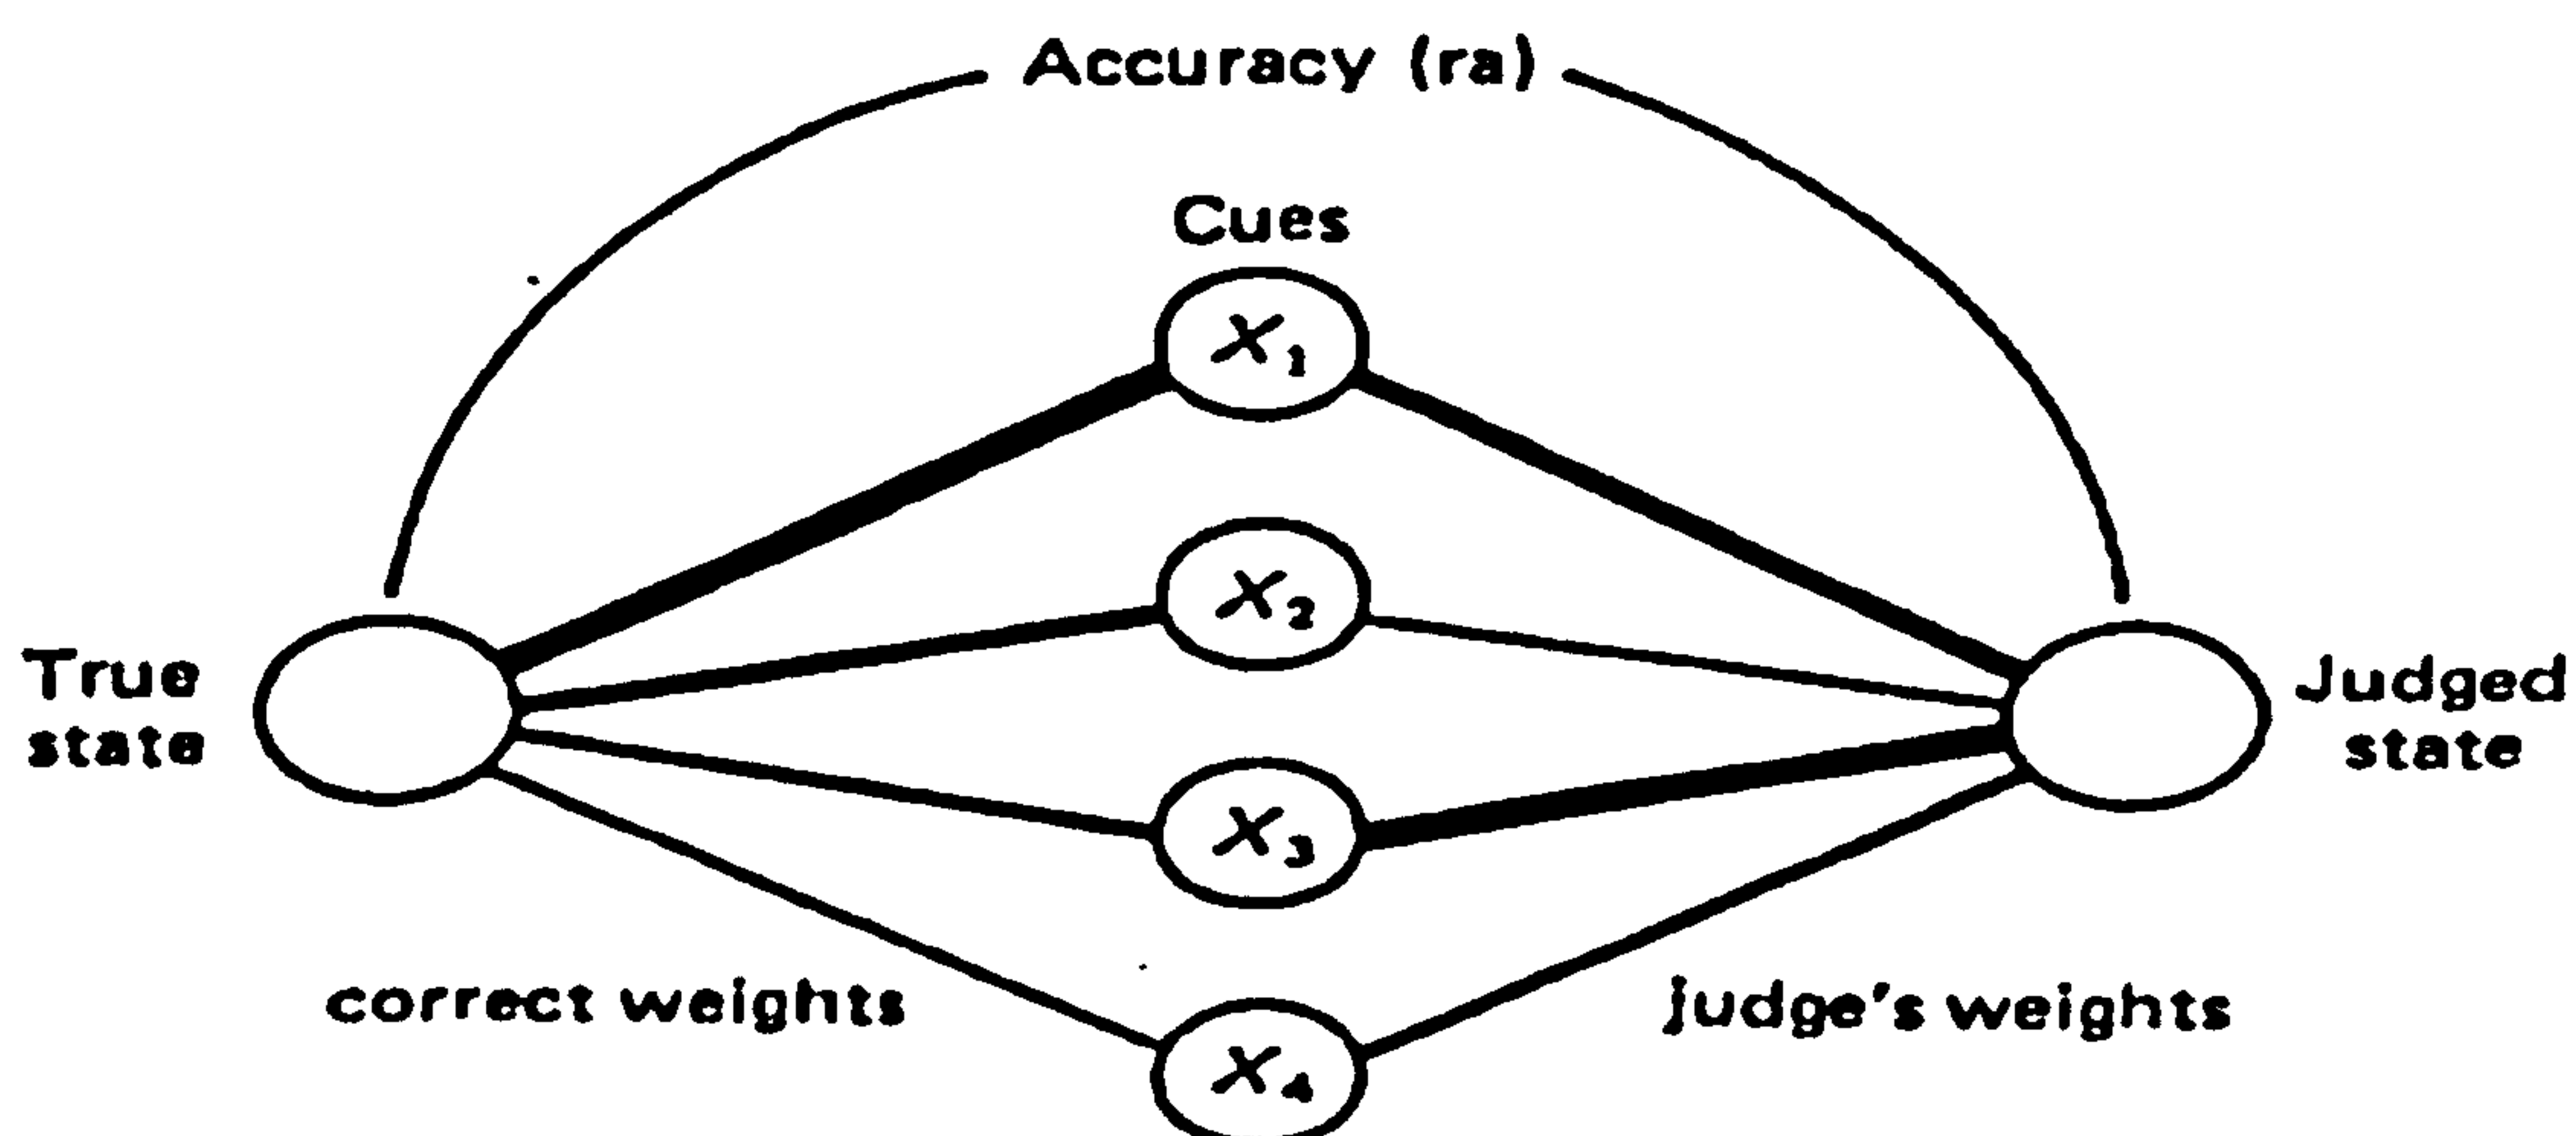 Accuracy (ra)
Cues
X₁
X₂
True
state
Judged
state
X₃
correct weights
judge's weights
X₄